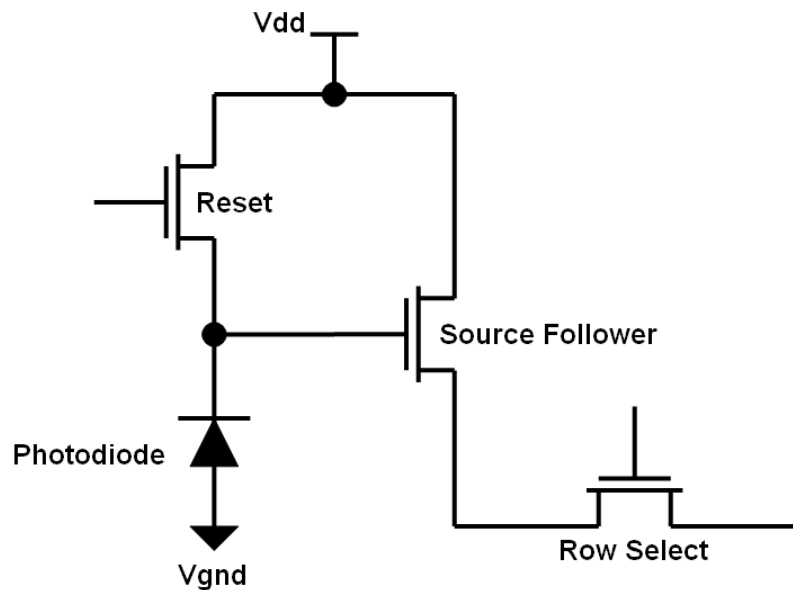 Vdd
Reset
Source Follower
Photodiode
Row Select
Vgnd